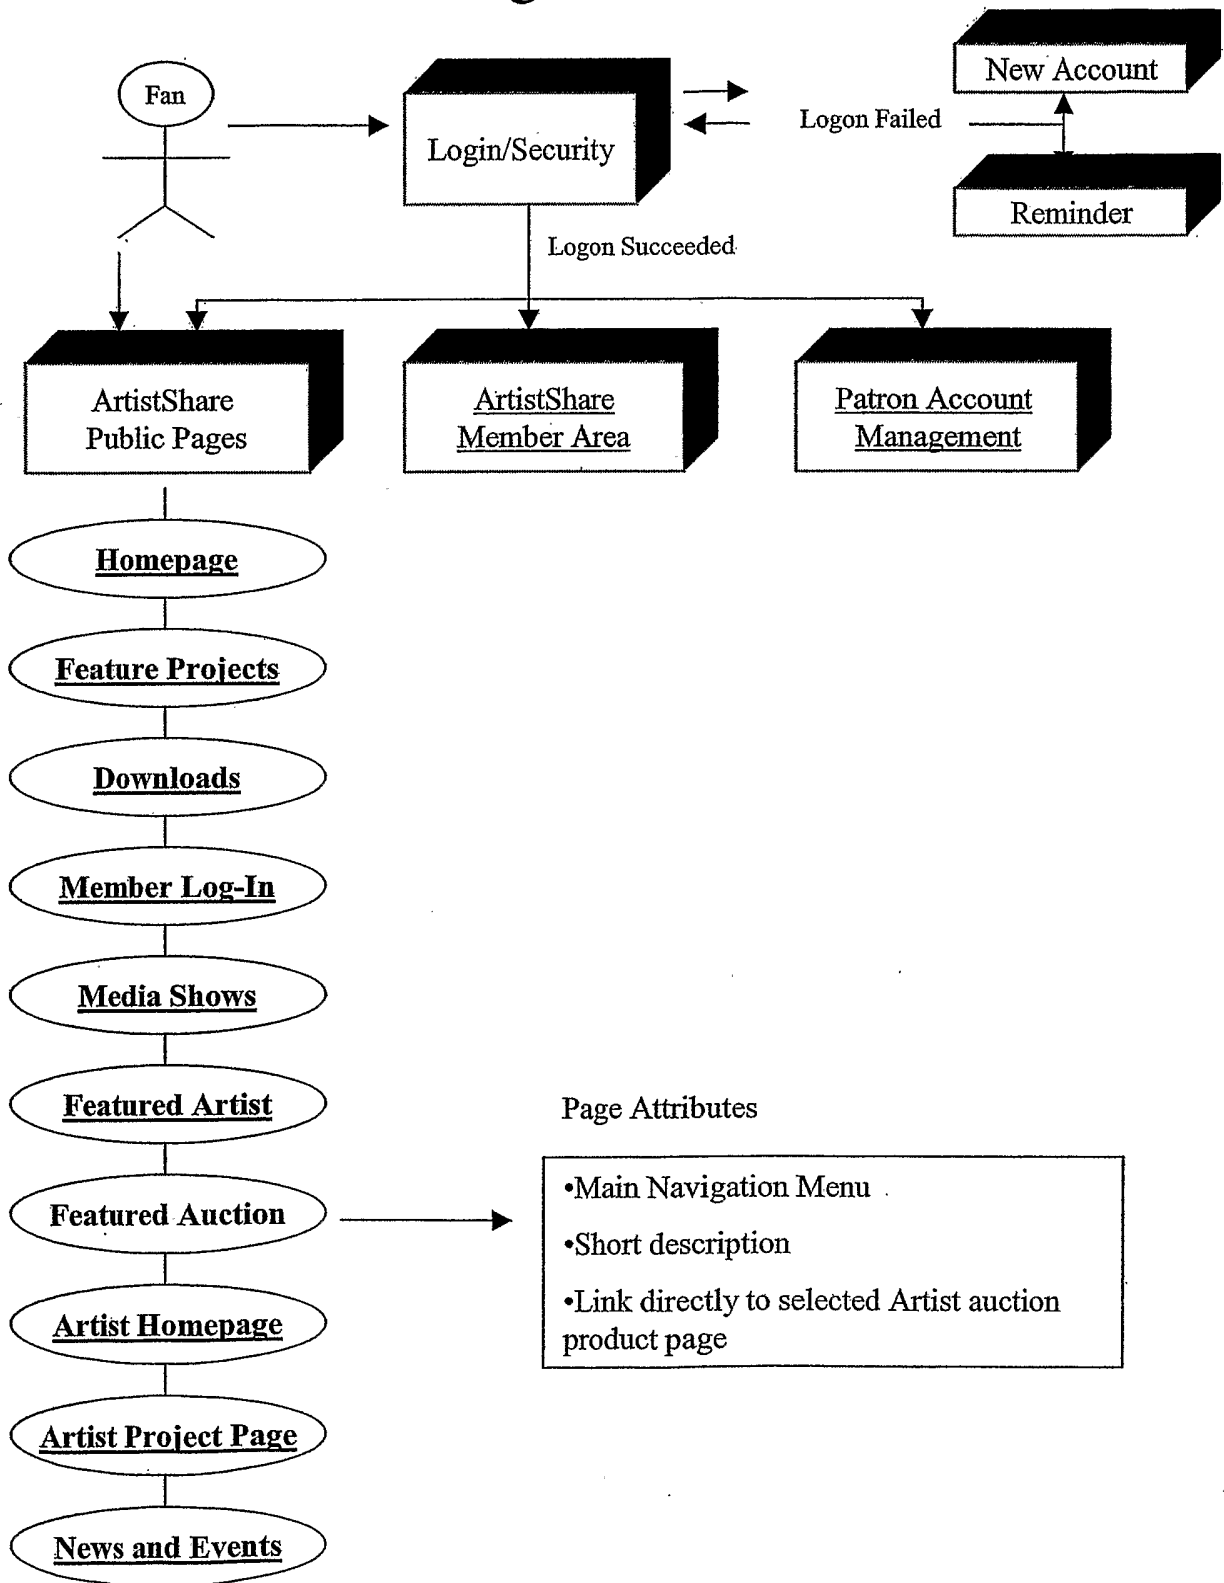 Fan
Login/Security
Logon Failed
New Account
Reminder
Logon Succeeded
ArtistShare
Public Pages
ArtistShare
Member Area
Patron Account
Management
Homepage
Feature Projects
Downloads
Member Log-In
Media Shows
Featured Artist
Featured Auction
Artist Homepage
Artist Project Page
News and Events
Page Attributes
•Main Navigation Menu
•Short description
•Link directly to selected Artist auction
product page